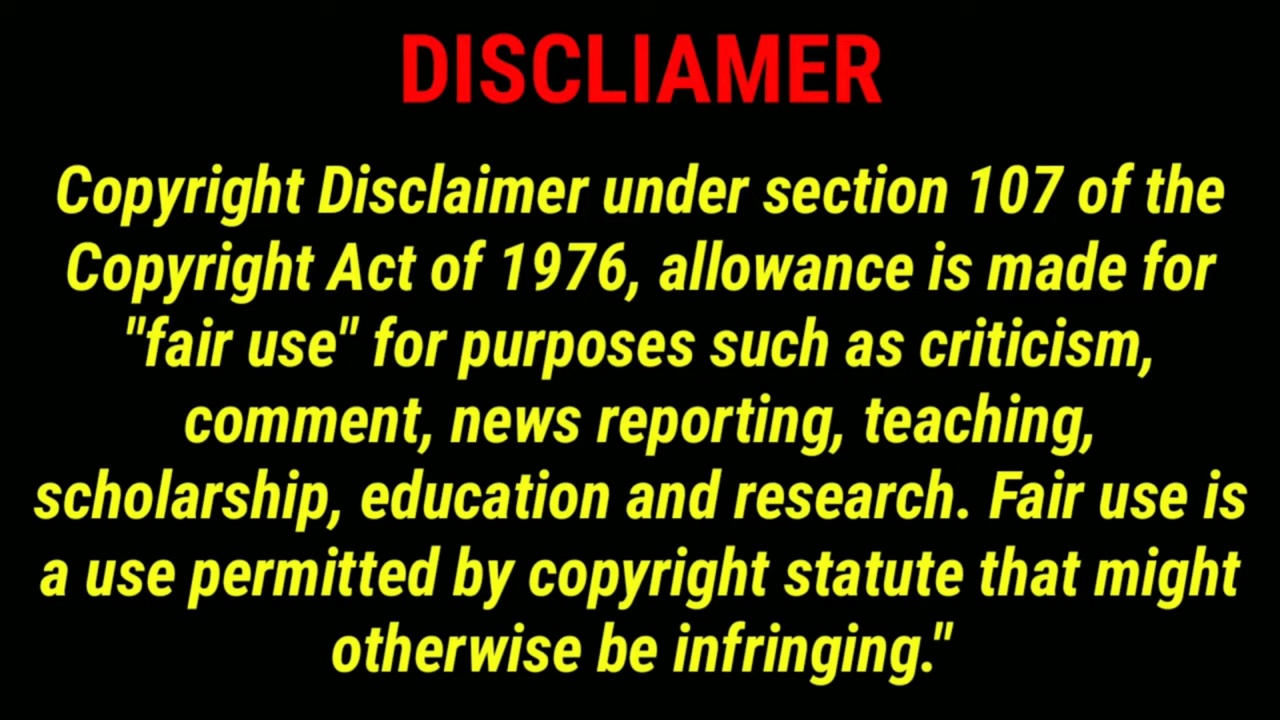 DISCLIAMER
Copyright Disclaimer under section 107 of the
Copyright Act of 1976, allowance is made for
"fair use" for purposes such as criticism,
comment, news reporting, teaching,
scholarship, education and research. Fair use is
a use permitted by copyright statute that might
otherwise be infringing."